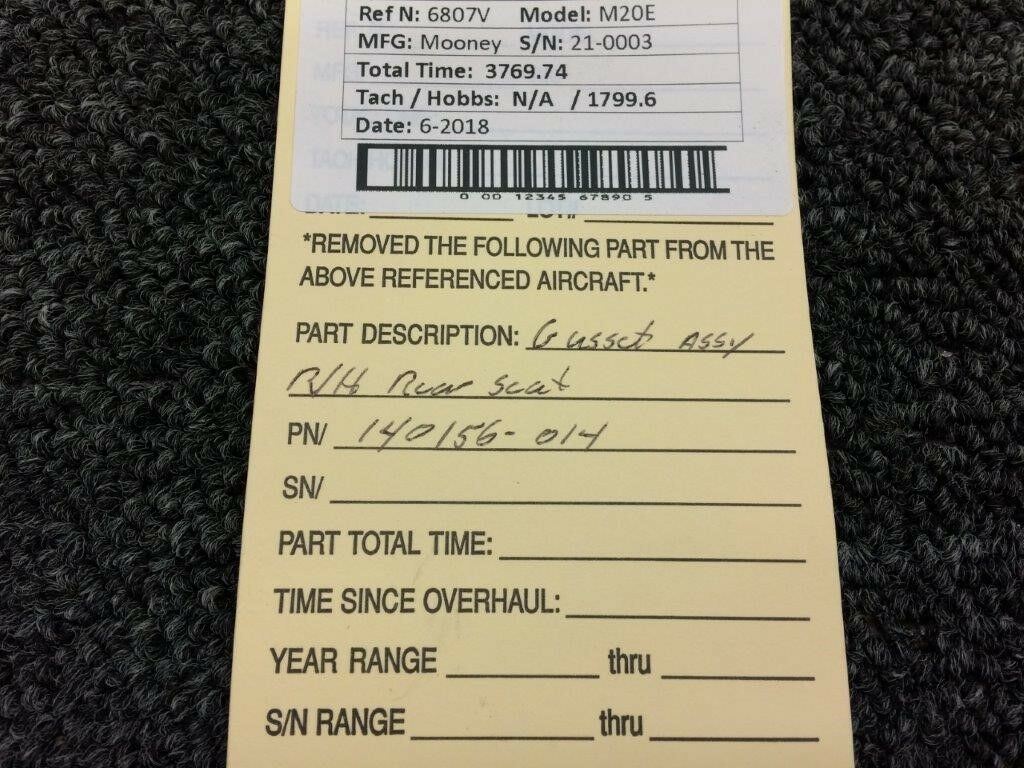 Ref N: 6807V Model: M20E
MFG: Mooney S/N: 21-0003
Total Time: 3769.74
Tach / Hobbs: N/A / 1799.6
Date: 6-2018
0 00 12345 67890 5
DATE: LOT#
*REMOVED THE FOLLOWING PART FROM THE
ABOVE REFERENCED AIRCRAFT.*
PART DESCRIPTION: Gusset Assy
R/H Rear seat
PN/ 140156-014
SN/
PART TOTAL TIME:
TIME SINCE OVERHAUL:
YEAR RANGE thru
S/N RANGE thru